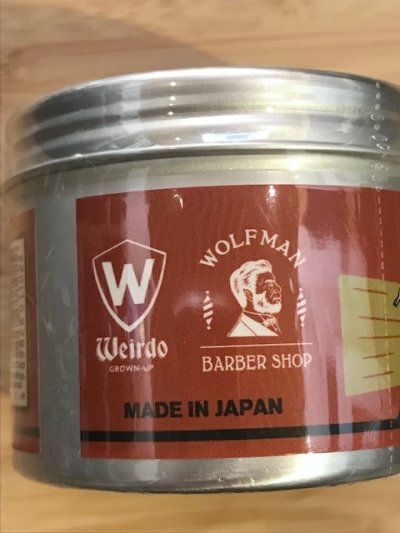 W
Weirdo
GROWN-UP
WOLFMAN
BARBER SHOP
MADE IN JAPAN